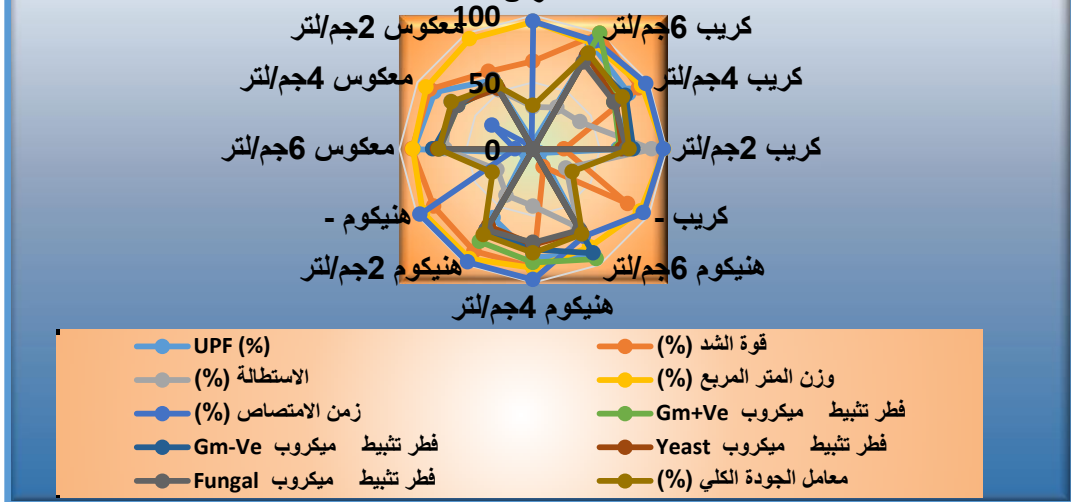 100
معكوس 2جم/لتر
كريب 6جم/لتر
معكوس 4جم/لتر
50
كريب 4جم/لتر
معكوس 6جم/لتر
0
كريب 2جم/لتر
هنيكوم -
كريب -
هنيكوم 2جم/لتر
هنيكوم 6جم/لتر
هنيكوم 4جم/لتر
UPF (%)
قوة الشد (%)
الاستطالة (%)
وزن المتر المربع (%)
زمن الامتصاص (%)
فطر تثبيط ميكروب Gm+Ve
فطر تثبيط ميكروب Gm-Ve
فطر تثبيط ميكروب Yeast
فطر تثبيط ميكروب Fungal
معامل الجودة الكلي (%)